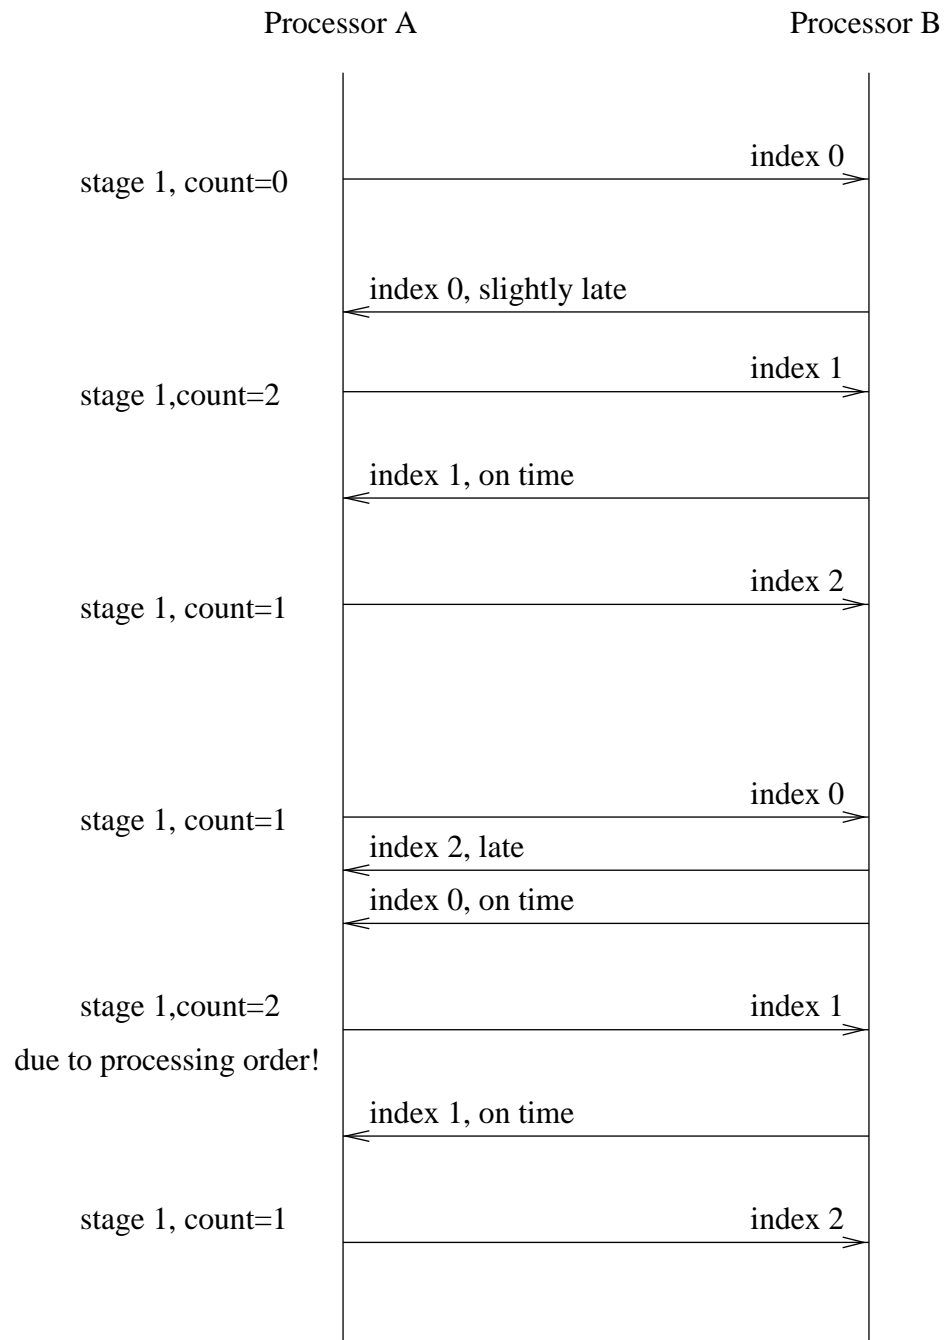 Processor A
Processor B
index 0
stage 1, count=0
index 0, slightly late
index 1
stage 1,count=2
index 1, on time
index 2
stage 1, count=1
index 0
stage 1, count=1
index 2, late
index 0, on time
stage 1,count=2
index 1
due to processing order!
index 1, on time
stage 1, count=1
index 2